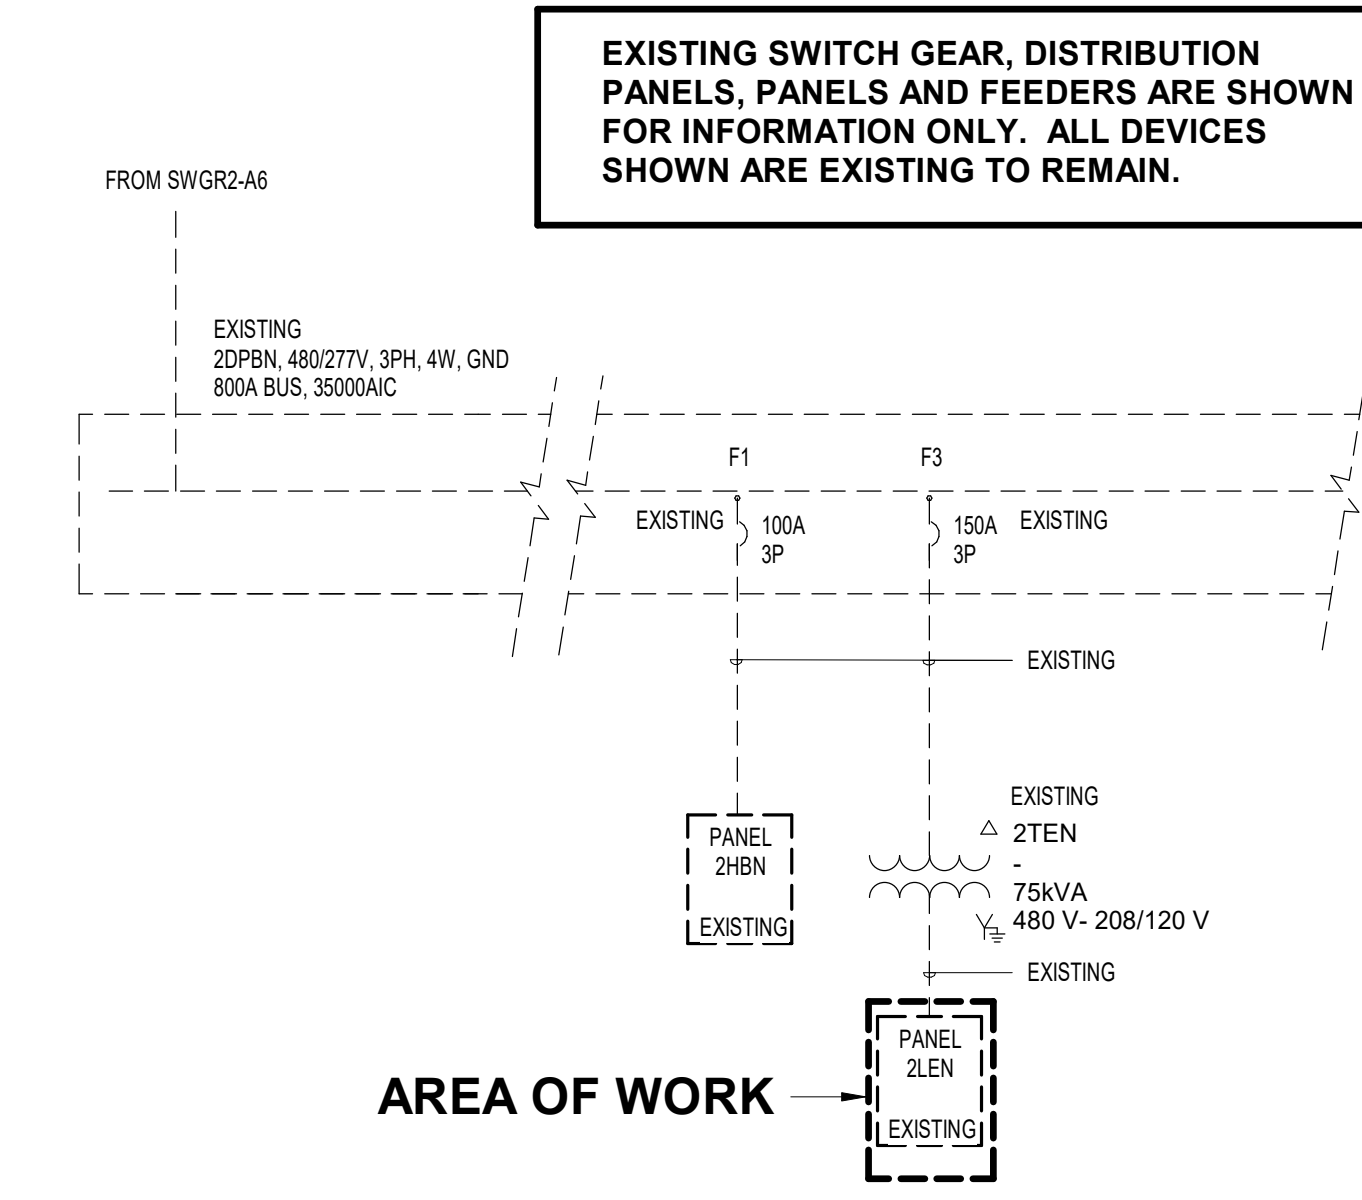 EXISTING SWITCH GEAR, DISTRIBUTION
PANELS, PANELS AND FEEDERS ARE SHOWN
FOR INFORMATION ONLY.  ALL DEVICES
SHOWN ARE EXISTING TO REMAIN.
FROM SWGR2-A6
EXISTING
2DPBN, 480/277V, 3PH, 4W, GND
800A BUS, 35000AIC
F1
F3
EXISTING
100A
3P
150A
3P
EXISTING
EXISTING
PANEL
2HBN
EXISTING
EXISTING
2TEN
-
75kVA
480 V- 208/120 V
EXISTING
PANEL
2LEN
EXISTING
AREA OF WORK